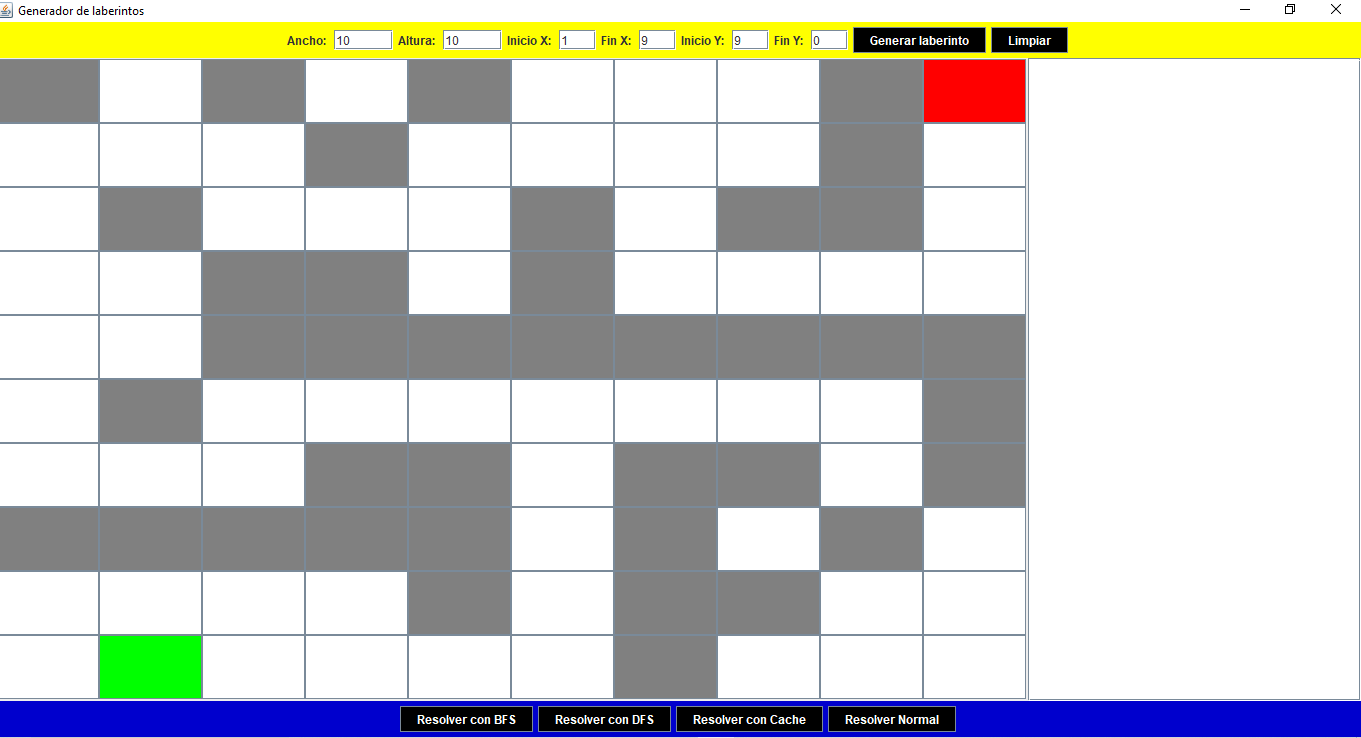 Generador de laberintos
Ancho: 10 Altura: 10 Inicio X: 1 Fin X: 9 Inicio Y: 9 Fin Y: 0 Generar laberinto Limpiar
Resolver con BFS Resolver con DFS Resolver con Cache Resolver Normal